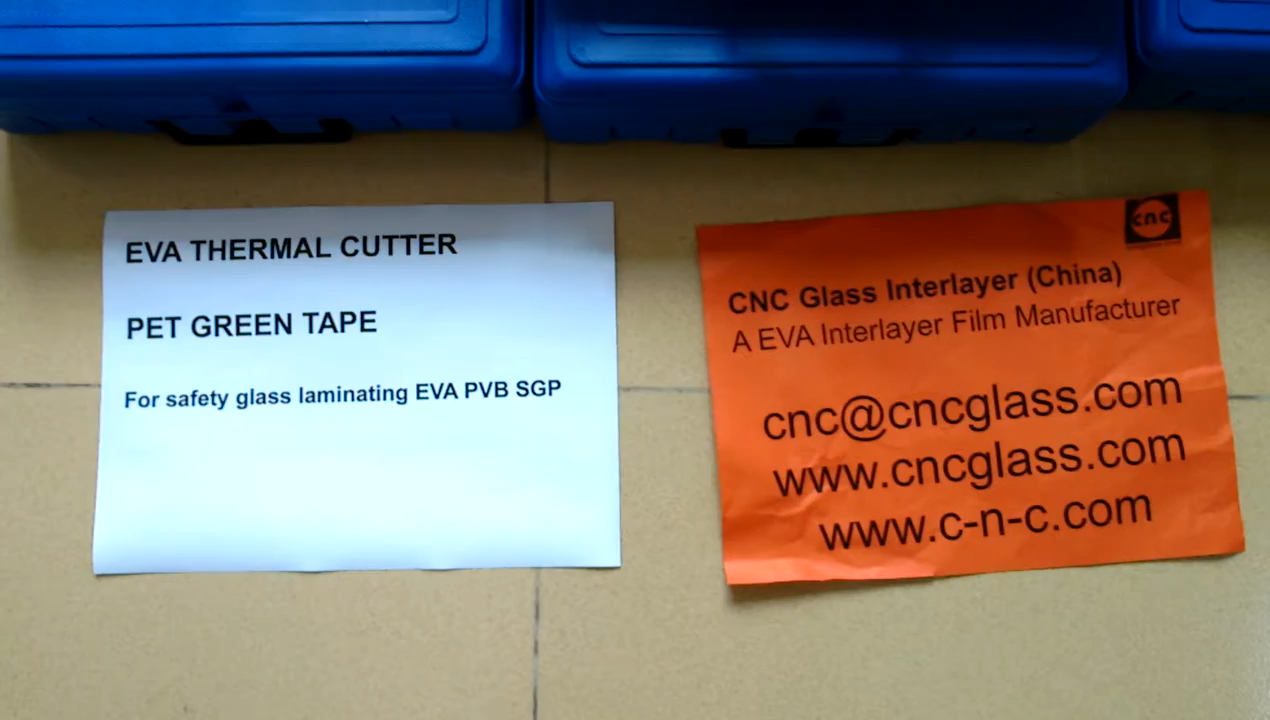 EVA THERMAL CUTTER
PET GREEN TAPE
For safety glass laminating EVA PVB SGP
cnc
CNC Glass Interlayer (China)
A EVA Interlayer Film Manufacturer
cnc@cncglass.com
www.cncglass.com
www.c-n-c.com